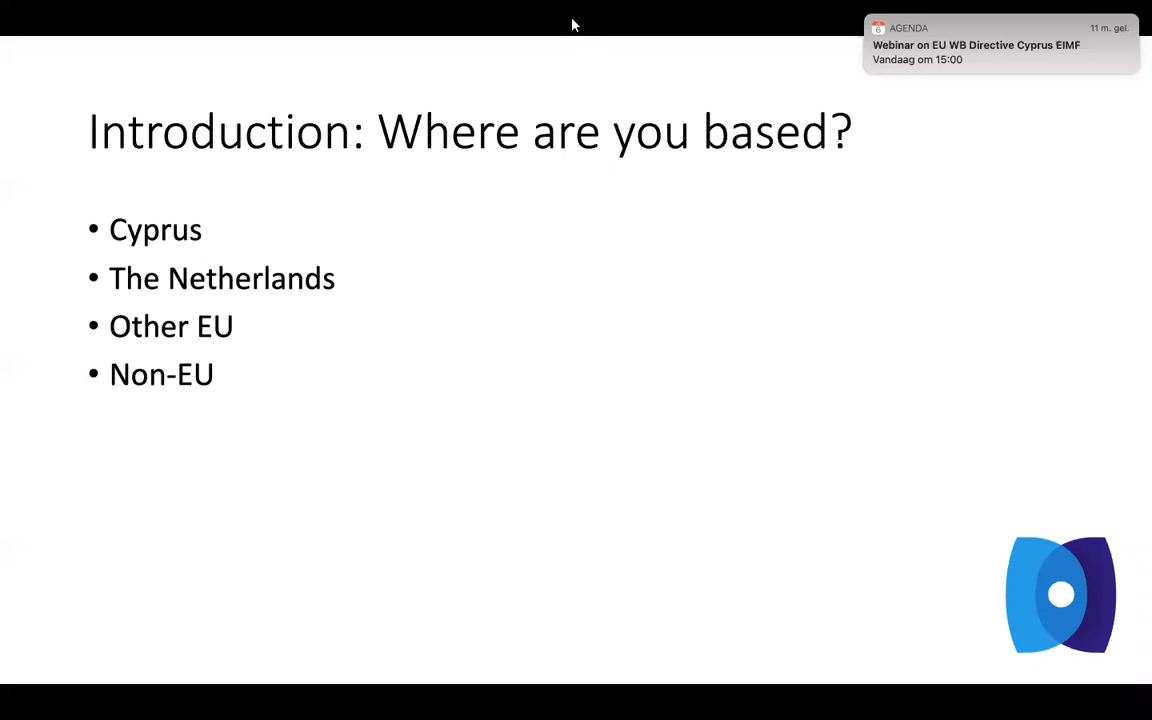 AGENDA 11 m. gel.
Webinar on EU WB Directive Cyprus EIMF
Vandaag om 15:00
6
Introduction: Where are you based?
• Cyprus
• The Netherlands
• Other EU
• Non-EU